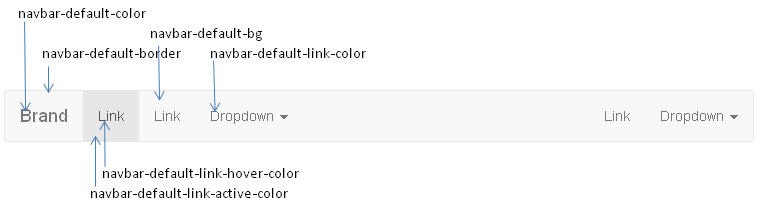 navbar-default-color
navbar-default-bg
navbar-default-border
navbar-default-link-color
Brand Link Link Dropdown Link Dropdown
navbar-default-link-hover-color
navbar-default-link-active-color